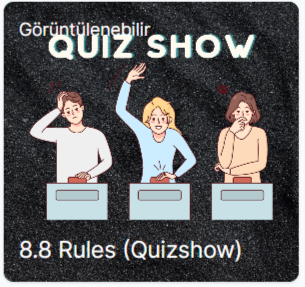 Görüntülenebilir
QUIZ SHOW
8.8 Rules (Quizshow)